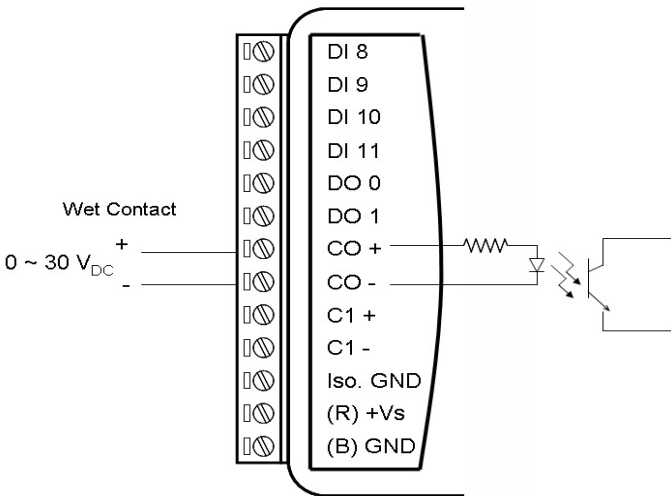 DI 8
DI 9
DI 10
DI 11
DO 0
DO 1
Wet Contact
+
0 ~ 30 VDC
-
CO +
CO -
C1 +
C1 -
Iso. GND
(R) +Vs
(B) GND